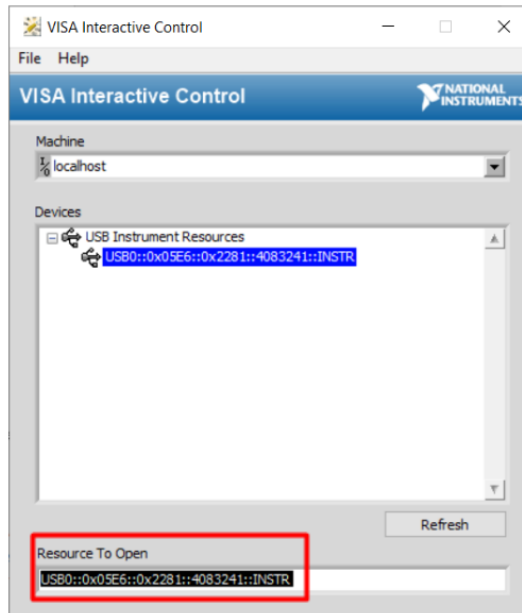 VISA Interactive Control
File Help
VISA Interactive Control
NATIONAL
INSTRUMENTS
Machine
I/0 localhost
Devices
USB Instrument Resources
USB0::0x05E6::0x2281::4083241::INSTR
Refresh
Resource To Open
USB0::0x05E6::0x2281::4083241::INSTR